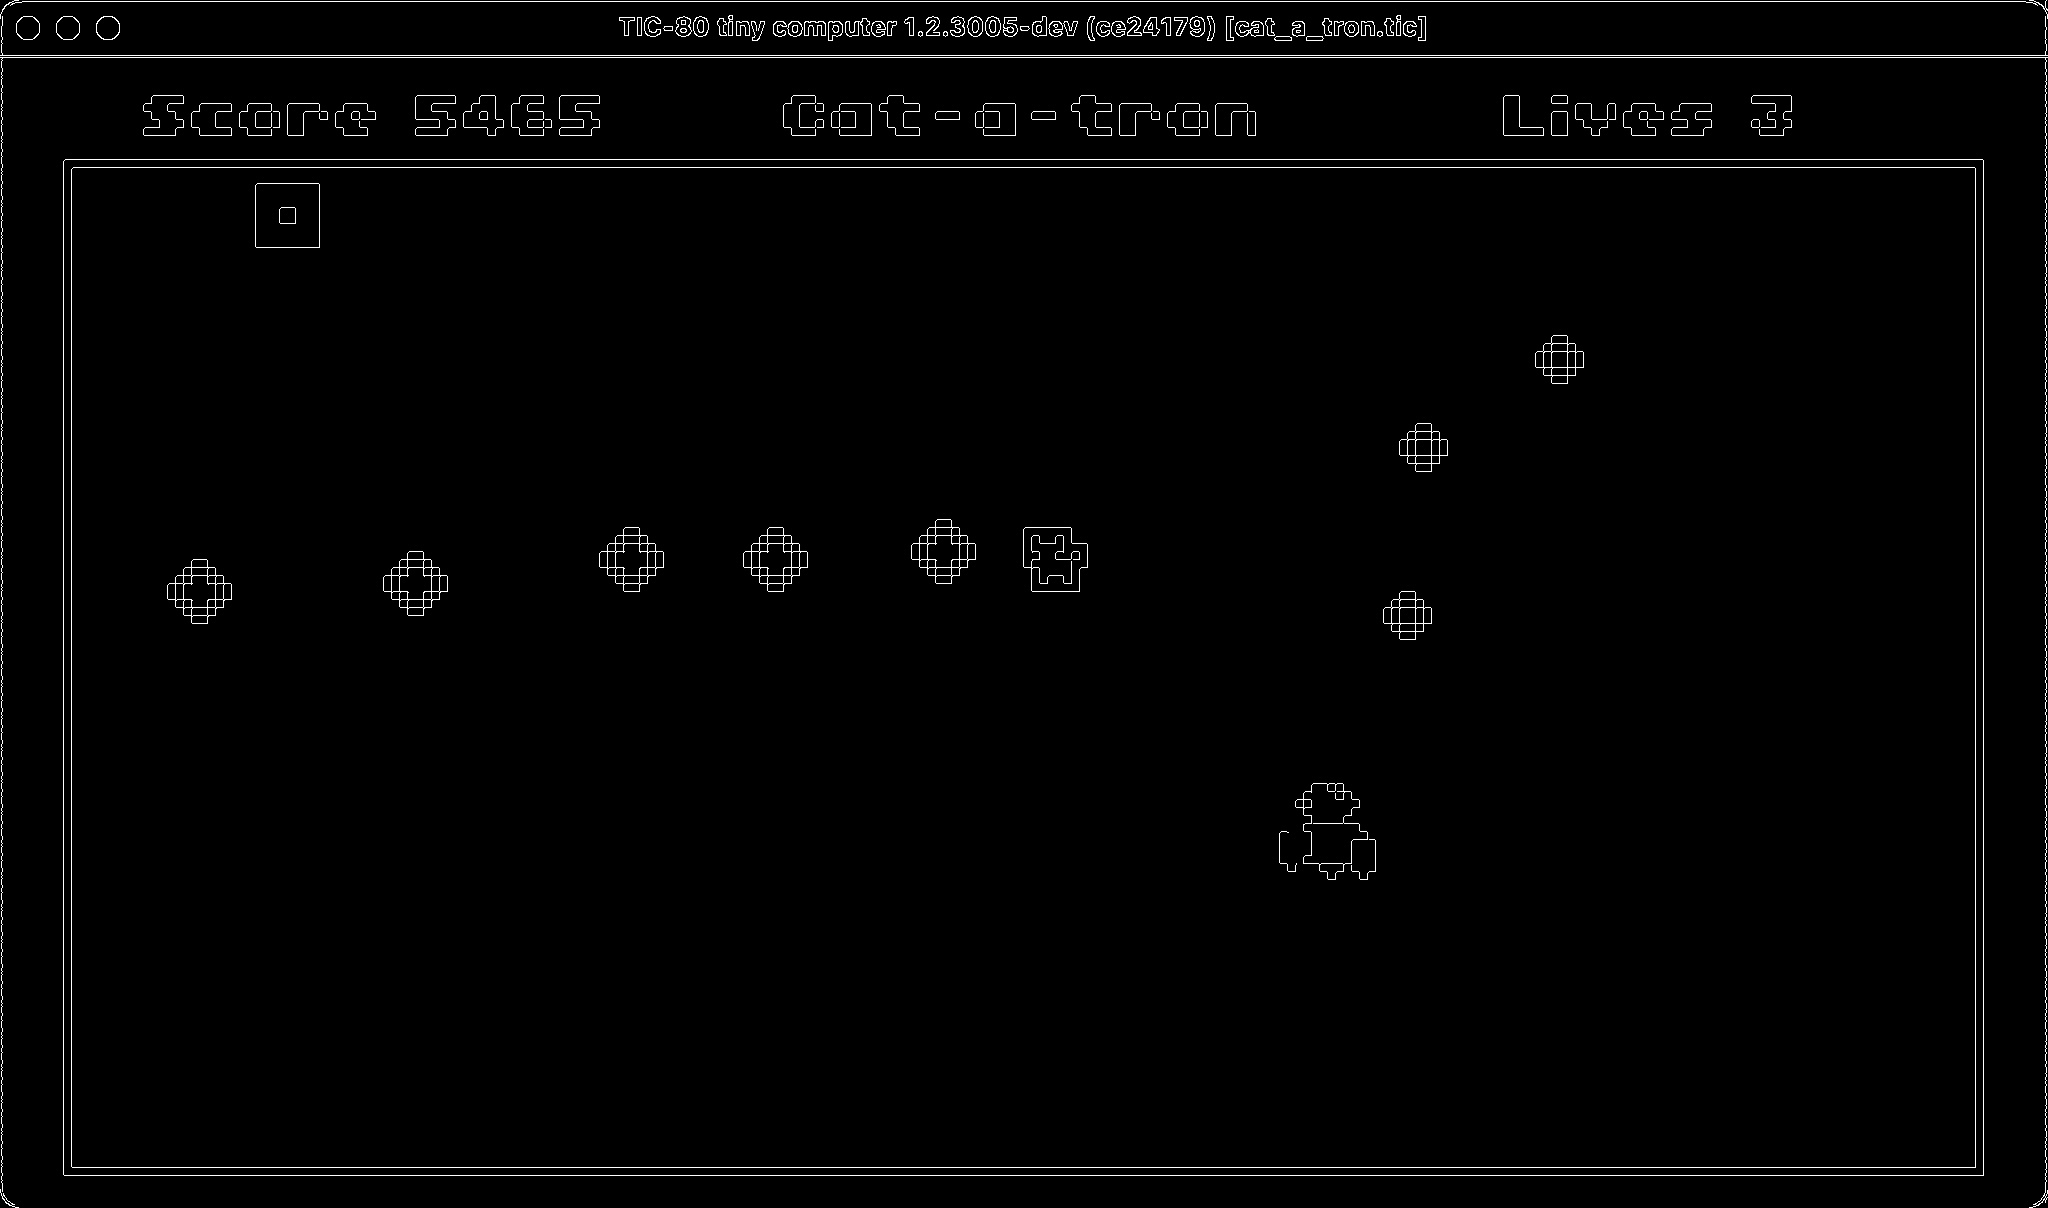 TIC-80 tiny computer 1.2.3005-dev (ce24179) [cat_a_tron.tic]
Score 5465 Cat-a-tron Lives 3